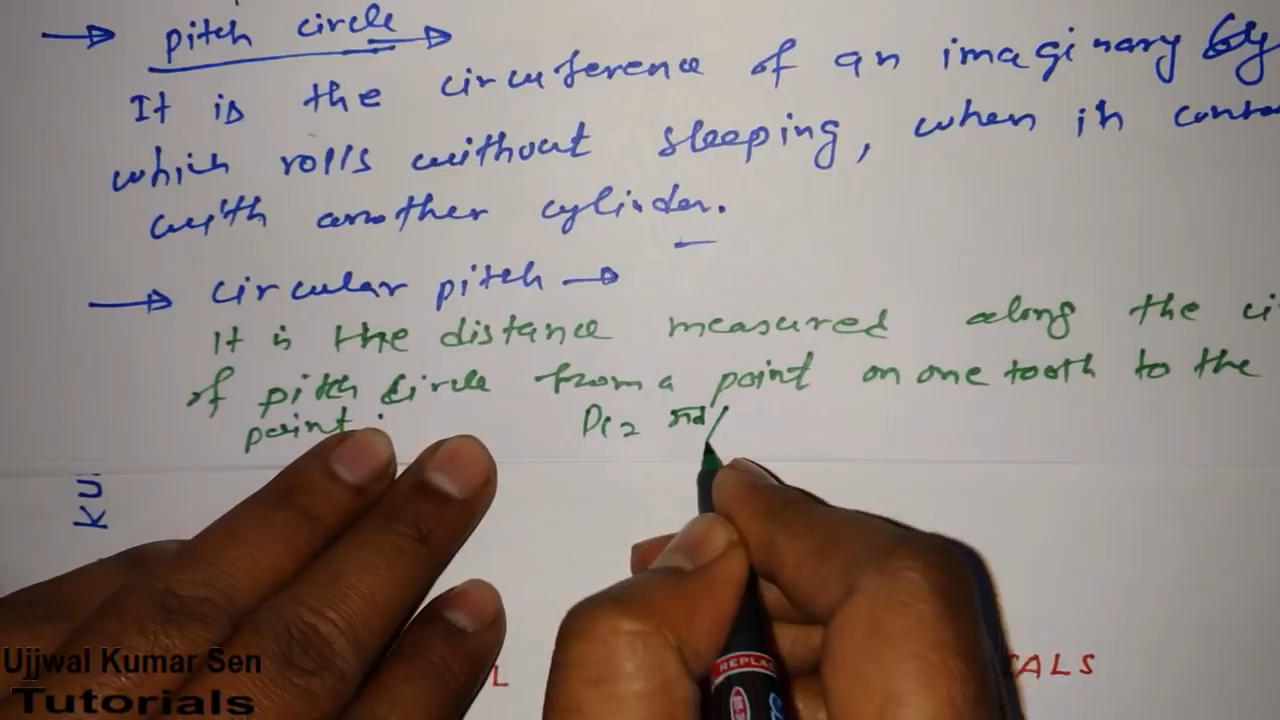 pitch circle
It is the circumference of an imaginary
which rolls without sleeping, when in
with another cylinder.
circular pitch
It is the distance measured along the
of pitch circle from a point on one tooth to the
point.
KU
ALS
Ujjwal Kumar Sen
Tutorials